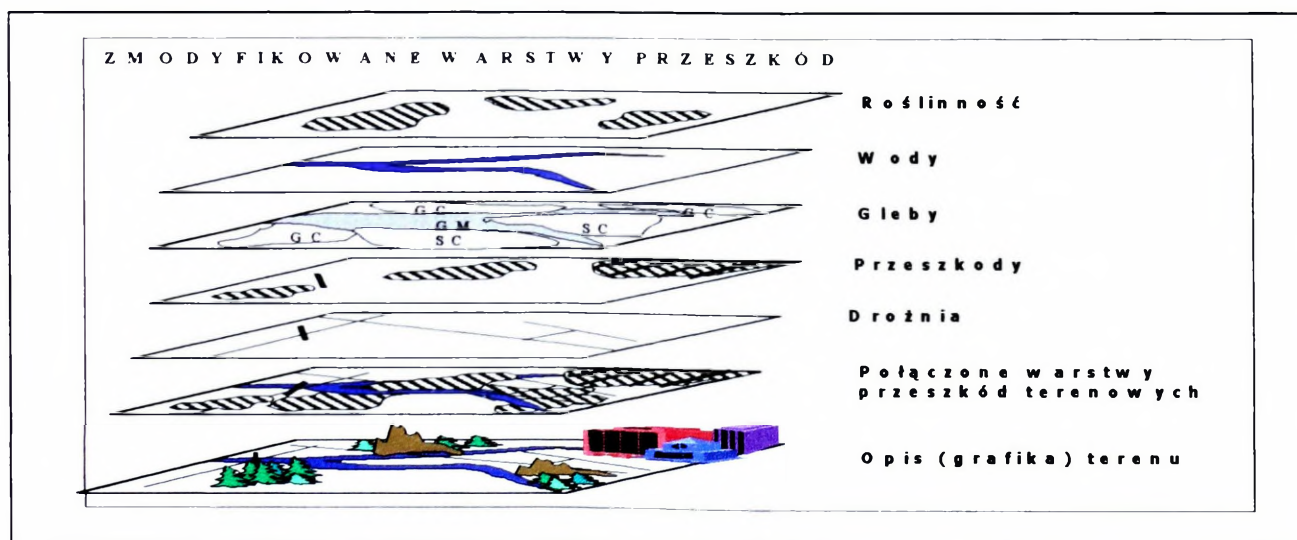 ZMODYFIKOWANE WARSTWY PRZESZKÓD
Roślinność
Wody
GC
GC
Gleby
GM
SC
GC
SC
Przeszkody
Drożnia
Połączone warstwy
przeszkód terenowych
Opis (grafika) terenu